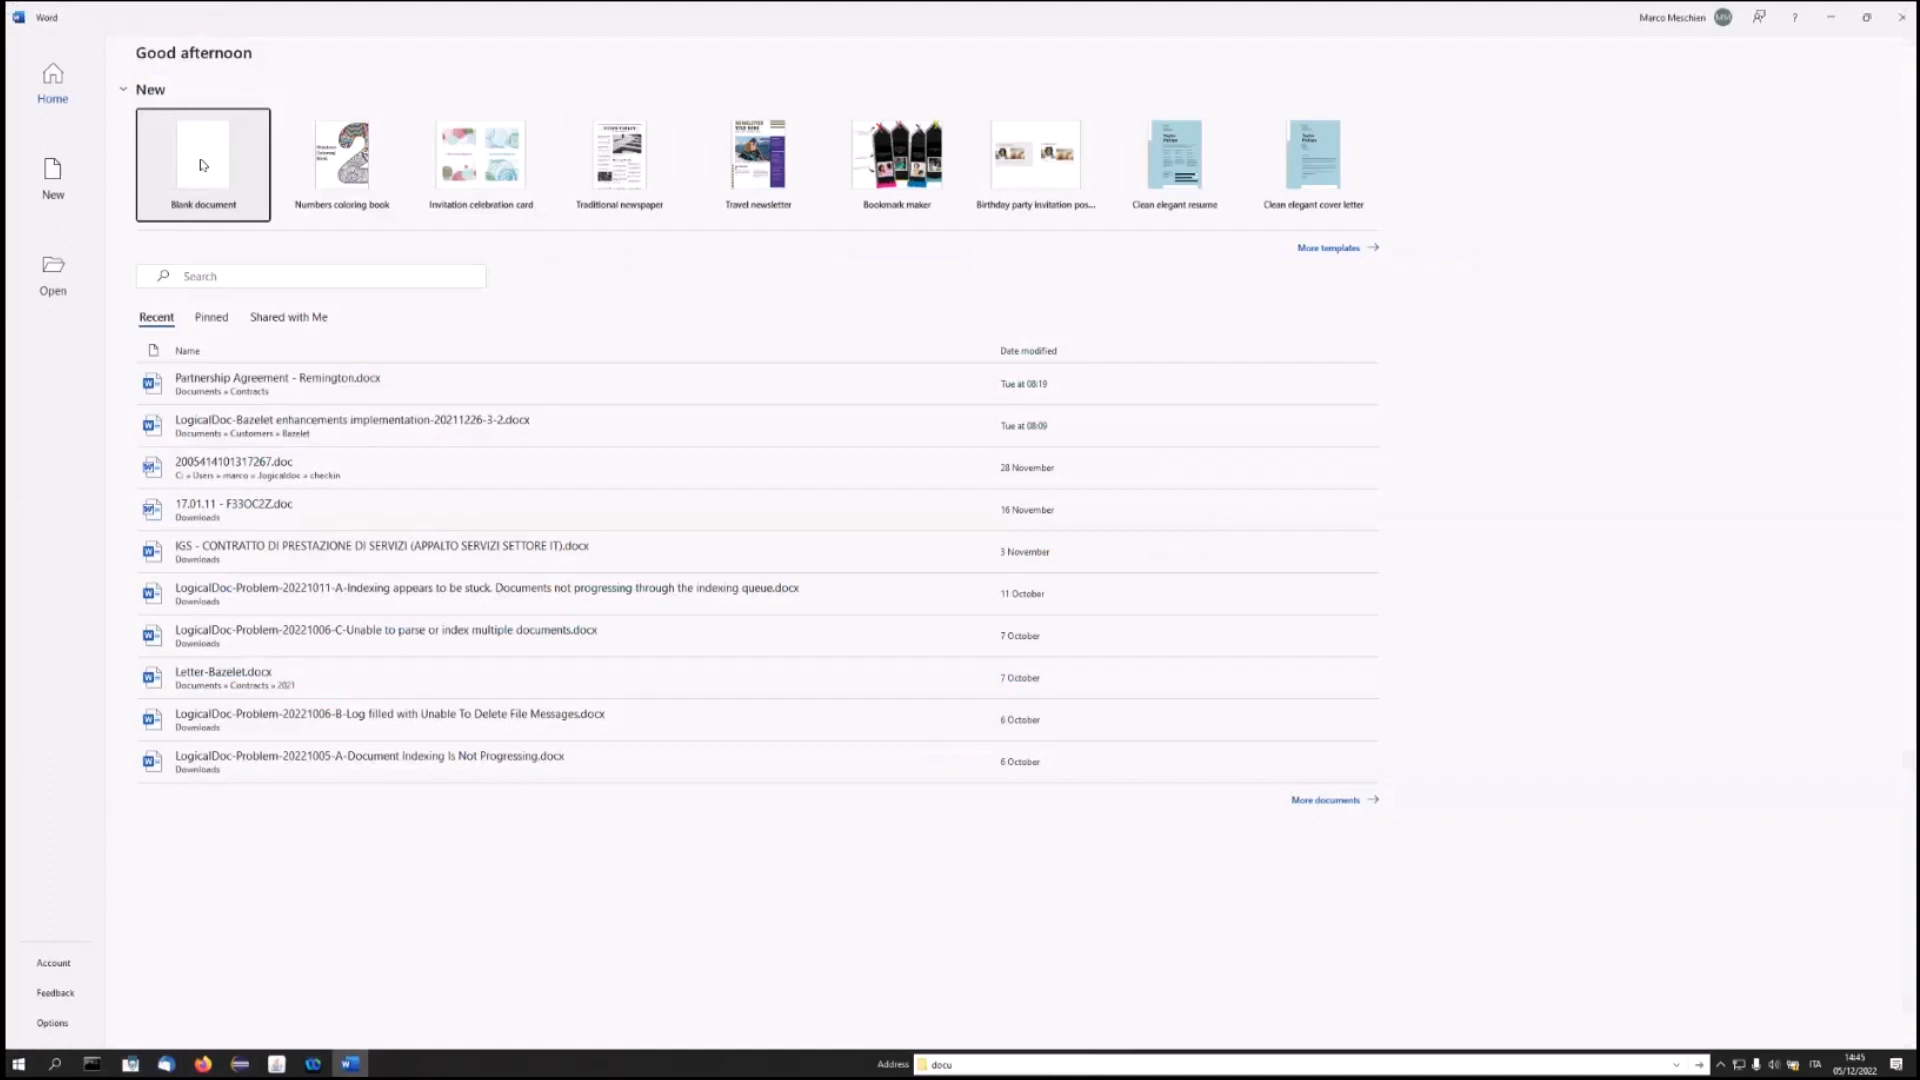 Word
Marco Meschien MM ?
Good afternoon
Home
New
Blank document
Numbers coloring book
Invitation celebration card
Traditional newspaper
Travel newsletter
Bookmark maker
Birthday party invitation pos...
Clean elegant resume
Clean elegant cover letter
New
More templates
Search
Open
Recent Pinned Shared with Me
Name Date modified
Partnership Agreement - Remington.docx
Documents » Contracts
Tue at 08:19
LogicalDoc-Bazelet enhancements implementation-20211226-3-2.docx
Documents » Customers » Bazelet
Tue at 08:09
2005414101317267.doc
C: » Users » marco » .logicaldoc » checkin
28 November
17.01.11 - F33OC2Z.doc
Downloads
16 November
IGS - CONTRATTO DI PRESTAZIONE DI SERVIZI (APPALTO SERVIZI SETTORE IT).docx
Downloads
3 November
LogicalDoc-Problem-20221011-A-Indexing appears to be stuck. Documents not progressing through the indexing queue.docx
Downloads
11 October
LogicalDoc-Problem-20221006-C-Unable to parse or index multiple documents.docx
Downloads
7 October
Letter-Bazelet.docx
Documents » Contracts » 2021
7 October
LogicalDoc-Problem-20221006-B-Log filled with Unable To Delete File Messages.docx
Downloads
6 October
LogicalDoc-Problem-20221005-A-Document Indexing Is Not Progressing.docx
Downloads
6 October
More documents
Account
Feedback
Options
Address docu
ITA
14:45
05/12/2022